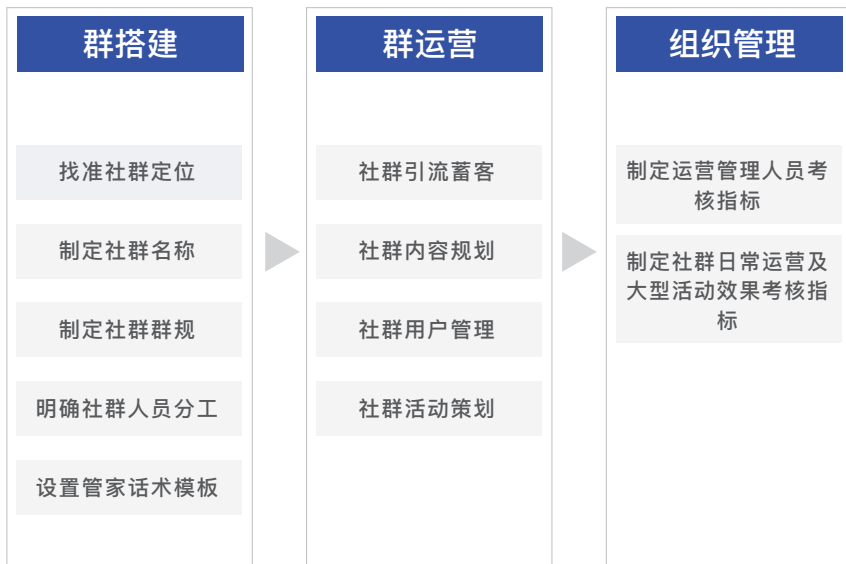 群搭建
找准社群定位
制定社群名称
制定社群群规
明确社群人员分工
设置管家话术模板
群运营
社群引流蓄客
社群内容规划
社群用户管理
社群活动策划
组织管理
制定运营管理人员考
核指标
制定社群日常运营及
大型活动效果考核指
标